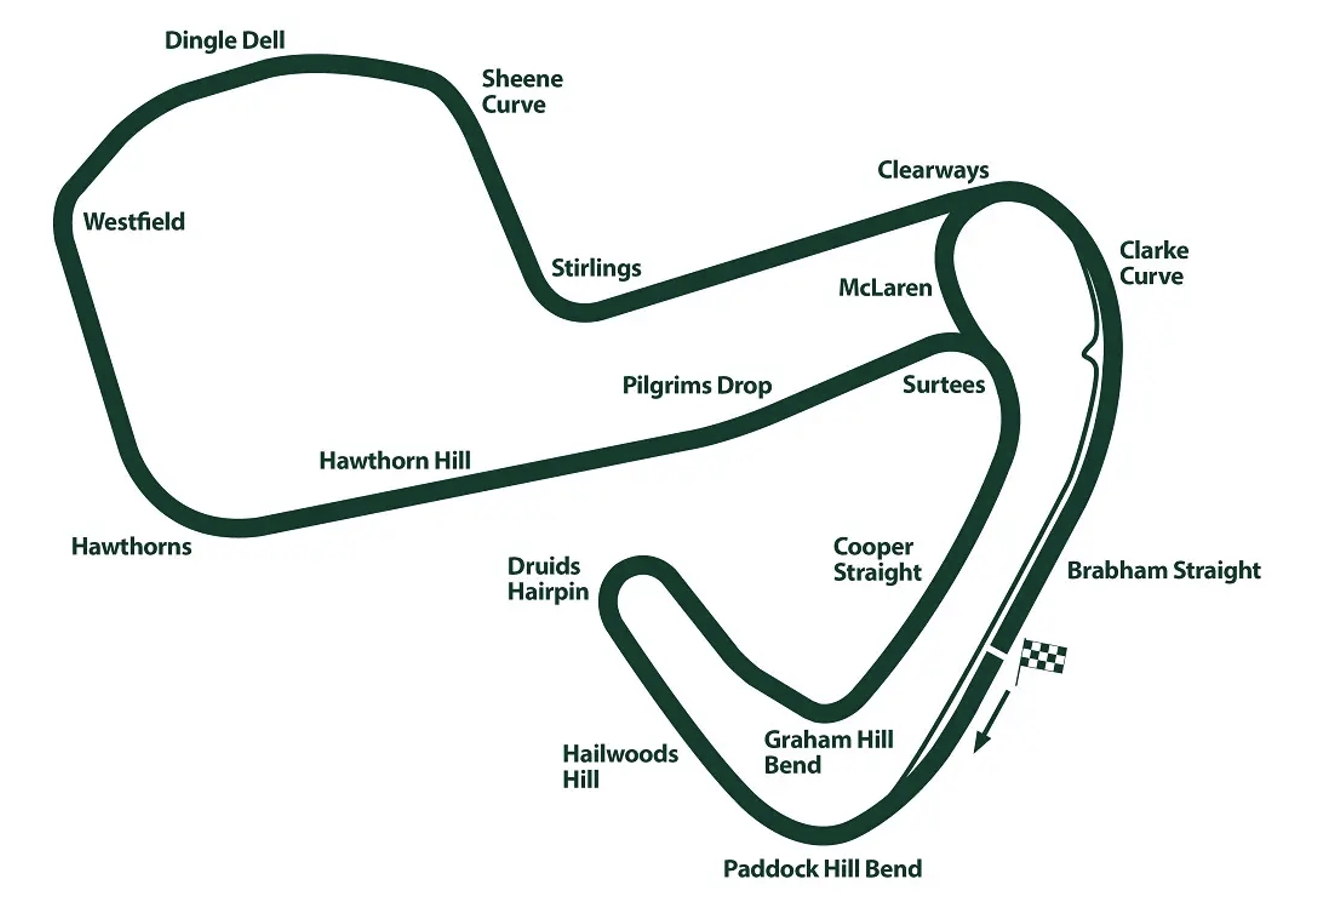 Dingle Dell
Sheene
Curve
Clearways
Westfield
Clarke
Curve
Stirlings
McLaren
Pilgrims Drop
Surtees
Hawthorn Hill
Hawthorns
Cooper
Straight
Druids
Hairpin
Brabham Straight
Graham Hill
Bend
Hailwoods
Hill
Paddock Hill Bend